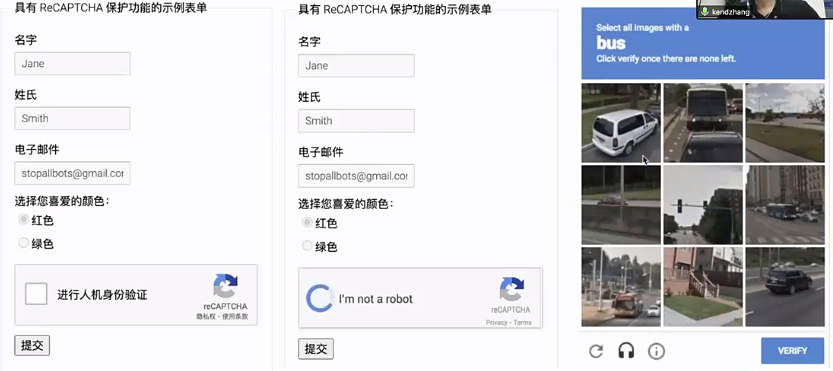 具有 ReCAPTCHA 保护功能的示例表单
名字
Jane
姓氏
Smith
电子邮件
stopallbots@gmail.cor
选择您喜爱的颜色：
红色
绿色
进行人机身份验证
reCAPTCHA
隐私权 - 使用条款
提交
具有 ReCAPTCHA 保护功能的示例表单
名字
Jane
姓氏
Smith
电子邮件
stopallbots@gmail.cor
选择您喜爱的颜色：
红色
绿色
I'm not a robot
reCAPTCHA
Privacy - Terms
提交
kendzhang
Select all images with a
bus
Click verify once there are none left.
VERIFY